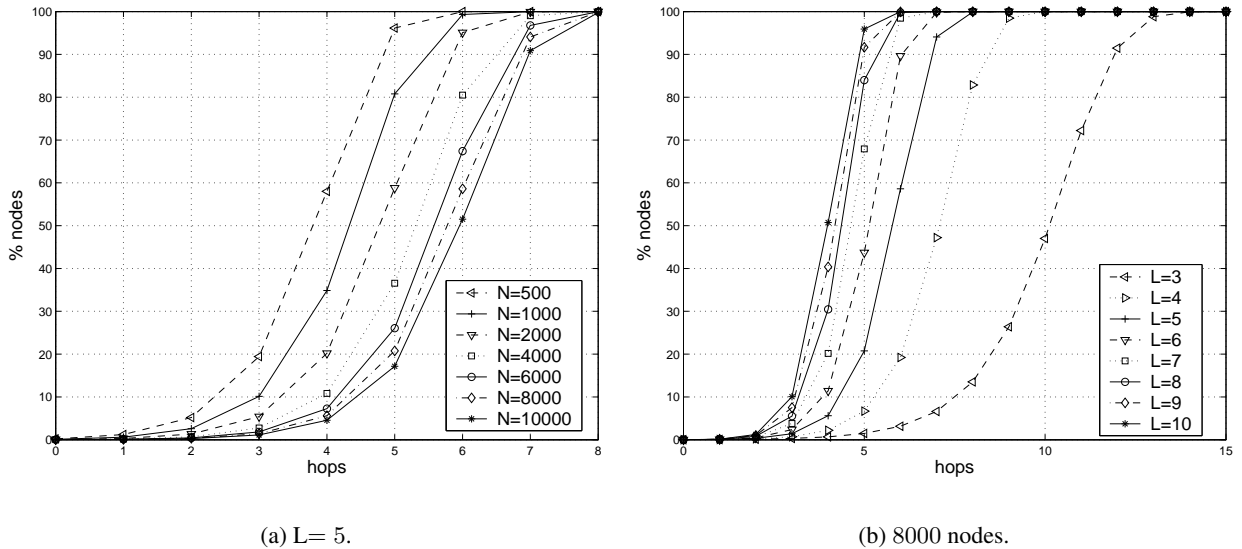 100
90
80
70
60
50
40
30
20
10
0
% nodes
0 1 2 3 4 5 6 7 8
hops
N=500
N=1000
N=2000
N=4000
N=6000
N=8000
N=10000
(a) L= 5.
100
90
80
70
60
50
40
30
20
10
0
% nodes
0 5 10 15
hops
L=3
L=4
L=5
L=6
L=7
L=8
L=9
L=10
(b) 8000 nodes.